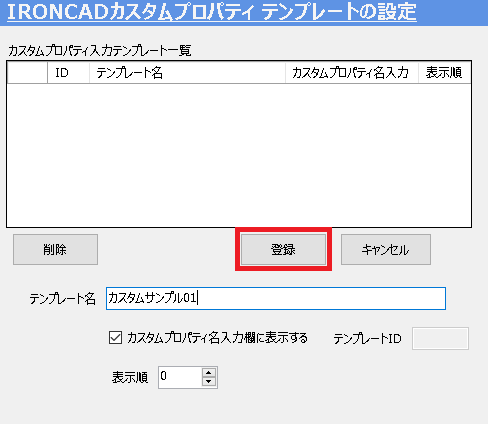 IRONCADカスタムプロパティ テンプレートの設定
カスタムプロパティ入力テンプレート一覧
ID テンプレート名 カスタムプロパティ名入力 表示順
削除 登録 キャンセル
テンプレート名 カスタムサンプル01
カスタムプロパティ名入力欄に表示する テンプレートID
表示順 0